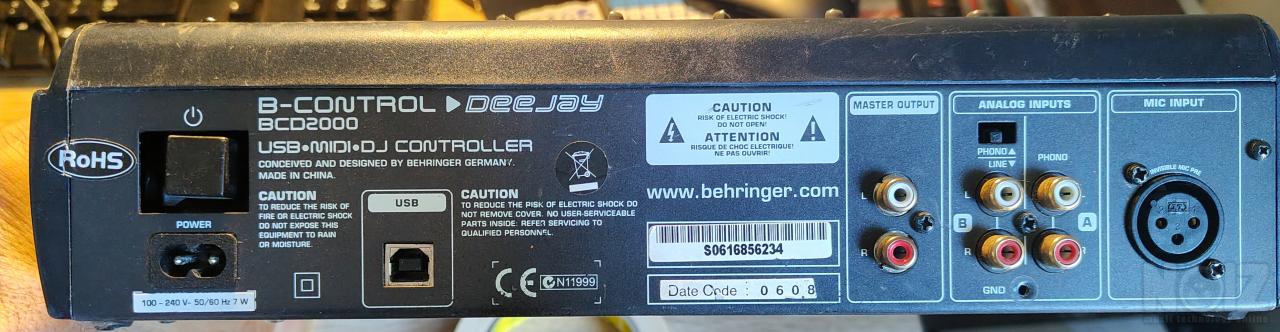 RoHS
POWER
100 - 240 V~ 50/60 Hz 7 W
B-CONTROL DEEJAY
BCD2000
USB•MIDI•DJ CONTROLLER
CONCEIVED AND DESIGNED BY BEHRINGER GERMANY.
MADE IN CHINA.
CAUTION
TO REDUCE THE RISK OF
FIRE OR ELECTRIC SHOCK
DO NOT EXPOSE THIS
EQUIPMENT TO RAIN
OR MOISTURE.
USB
CAUTION
TO REDUCE THE RISK OF ELECTRIC SHOCK DO
NOT REMOVE COVER. NO USER-SERVICEABLE
PARTS INSIDE: REFER SERVICING TO
QUALIFIED PERSONNEL.
CE
N11999
CAUTION
RISK OF ELECTRIC SHOCK!
DO NOT OPEN!
ATTENTION
RISQUE DE CHOC ELECTRIQUE!
NE PAS OUVRIR!
www.behringer.com
S0616856234
Date Code : 0608
MASTER OUTPUT
L
R
ANALOG INPUTS
PHONO▲
LINE▼
PHONO
L
B
A
R
GND
MIC INPUT
INVISIBLE MIC PRE